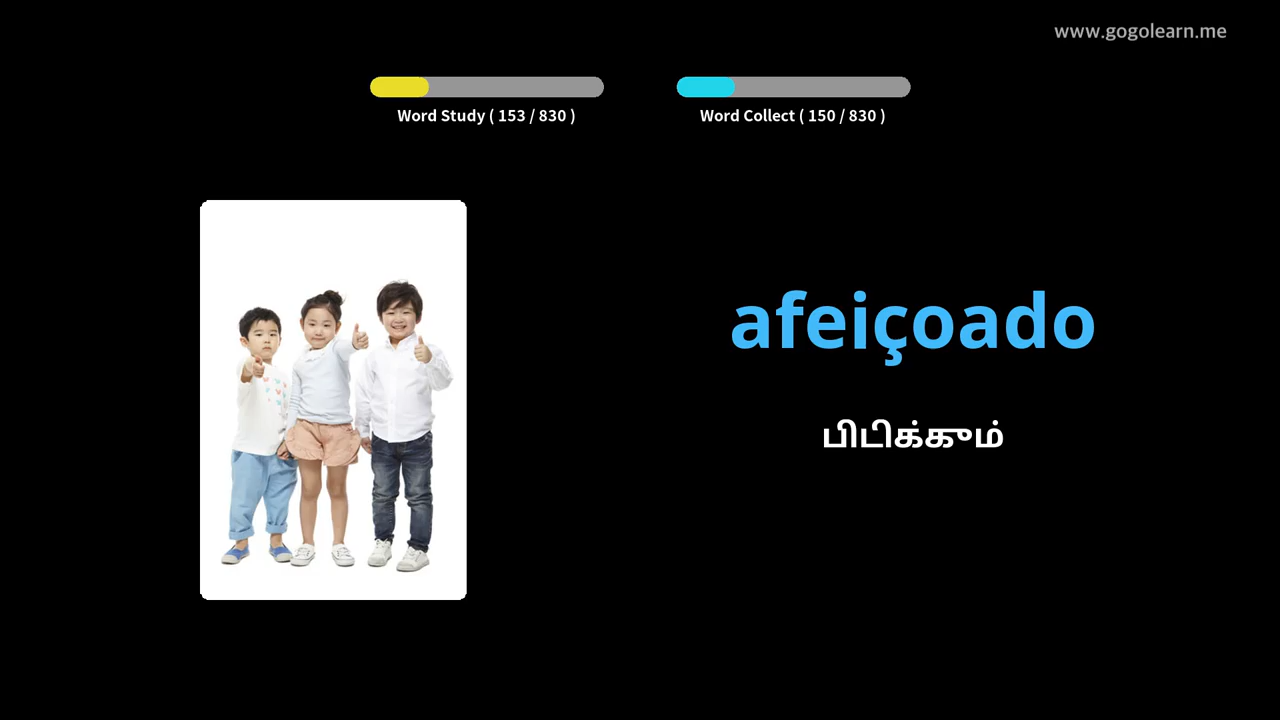 www.gogolearn.me
Word Study ( 153 / 830 )
Word Collect ( 150 / 830 )
afeiçoado
பிடிக்கும்